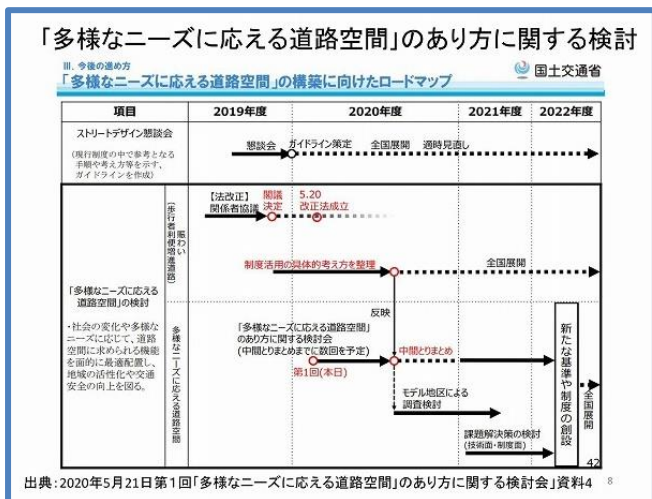 「多様なニーズに応える道路空間」のあり方に関する検討
Ⅲ. 今後の進め方
「多様なニーズに応える道路空間」の構築に向けたロードマップ
国土交通省
項目
2019年度
2020年度
2021年度
2022年度
ストリートデザイン懇談会
(現行制度の中で参考となる
手順や考え方等を示す、
ガイドラインを作成)
懇談会
ガイドライン策定 全国展開 適時見直し
「多様なニーズに応える
道路空間」の検討
・社会の変化や多様な
ニーズに応じて、道路
空間に求められる機能
を面的に最適配置し、
地域の活性化や交通
安全の向上を図る。
賑わい
(歩行者利便増進道路)
【法改正】
関係者協議
閣議
決定
5.20
改正法成立
制度活用の具体的考え方を整理
全国展開
反映
多様なニーズに応える道路空間
「多様なニーズに応える道路空間」
のあり方に関する検討会
(中間とりまとめまでに数回を予定)
第1回(本日)
中間とりまとめ
モデル地区による
調査検討
課題解決策の検討
(技術面・制度面)
新たな基準や制度の創設
全国展開
42
出典:2020年5月21日第1回「多様なニーズに応える道路空間」のあり方に関する検討会」資料4
8